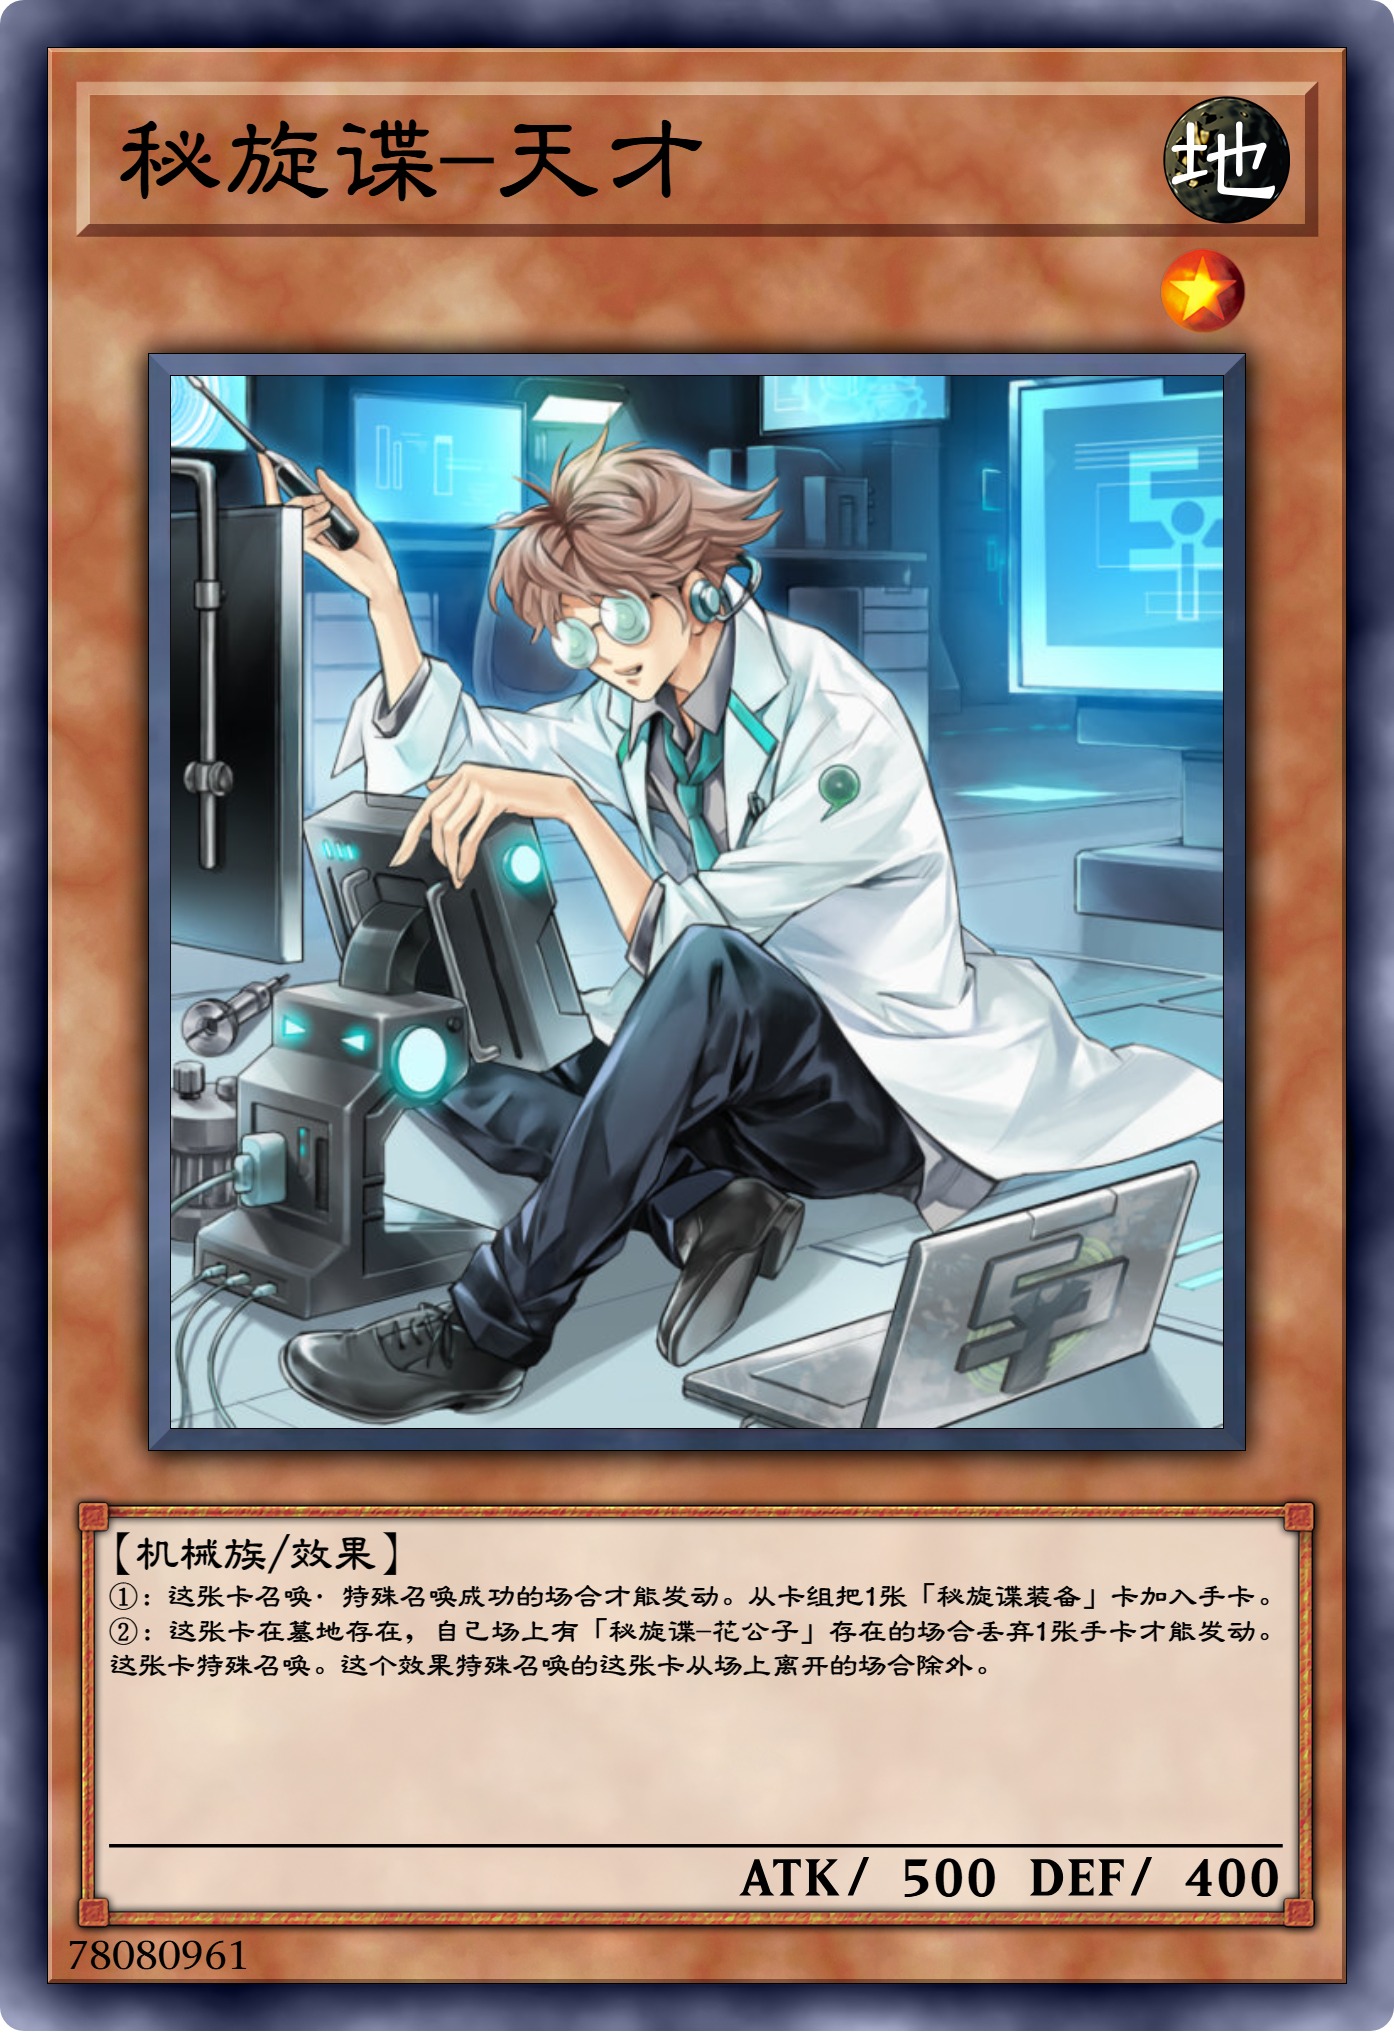 秘旋谍-天才
地
【机械族/效果】
①：这张卡召唤·特殊召唤成功的场合才能发动。从卡组把1张「秘旋谍装备」卡加入手卡。
②：这张卡在墓地存在，自己场上有「秘旋谍-花公子」存在的场合丢弃1张手卡才能发动。
这张卡特殊召唤。这个效果特殊召唤的这张卡从场上离开的场合除外。
ATK/ 500 DEF/ 400
78080961